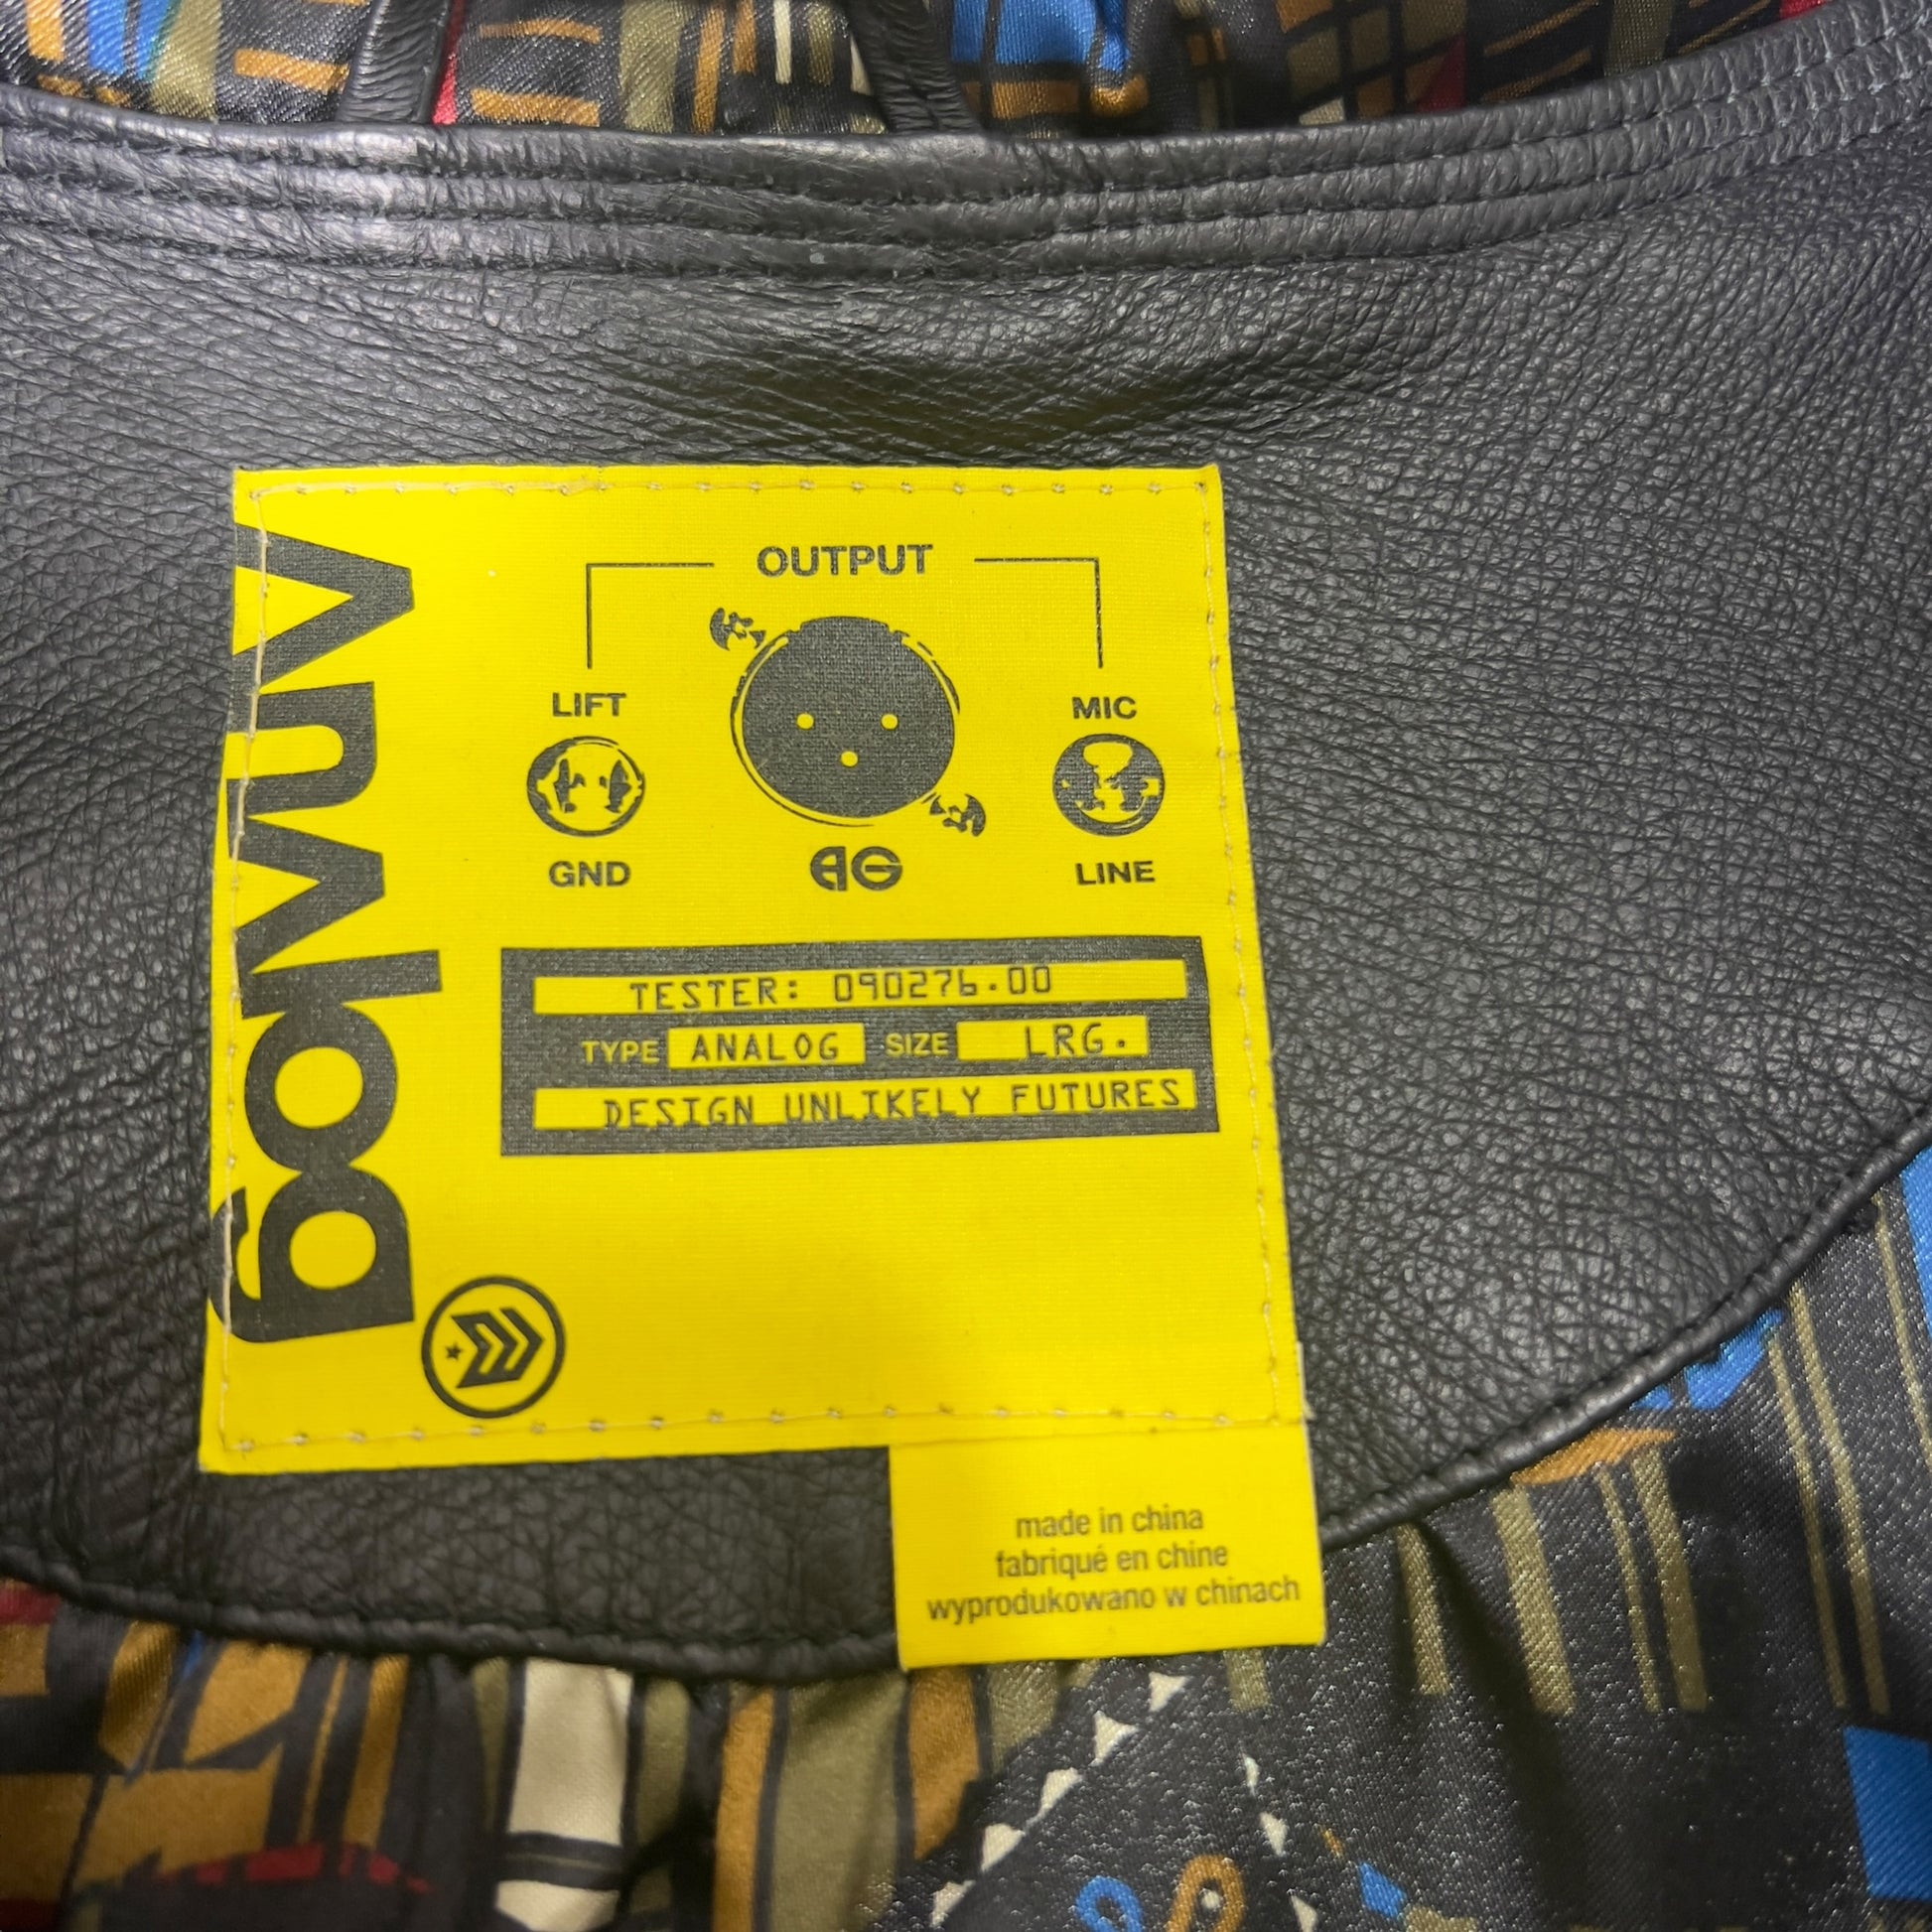 OUTPUT
LIFT
MIC
GND
AG
LINE
TESTER: 090276.00
TYPE ANALOG SIZE LRG.
DESIGN UNLIKELY FUTURES
made in china
fabriqué en chine
wyprodukowano w chinach